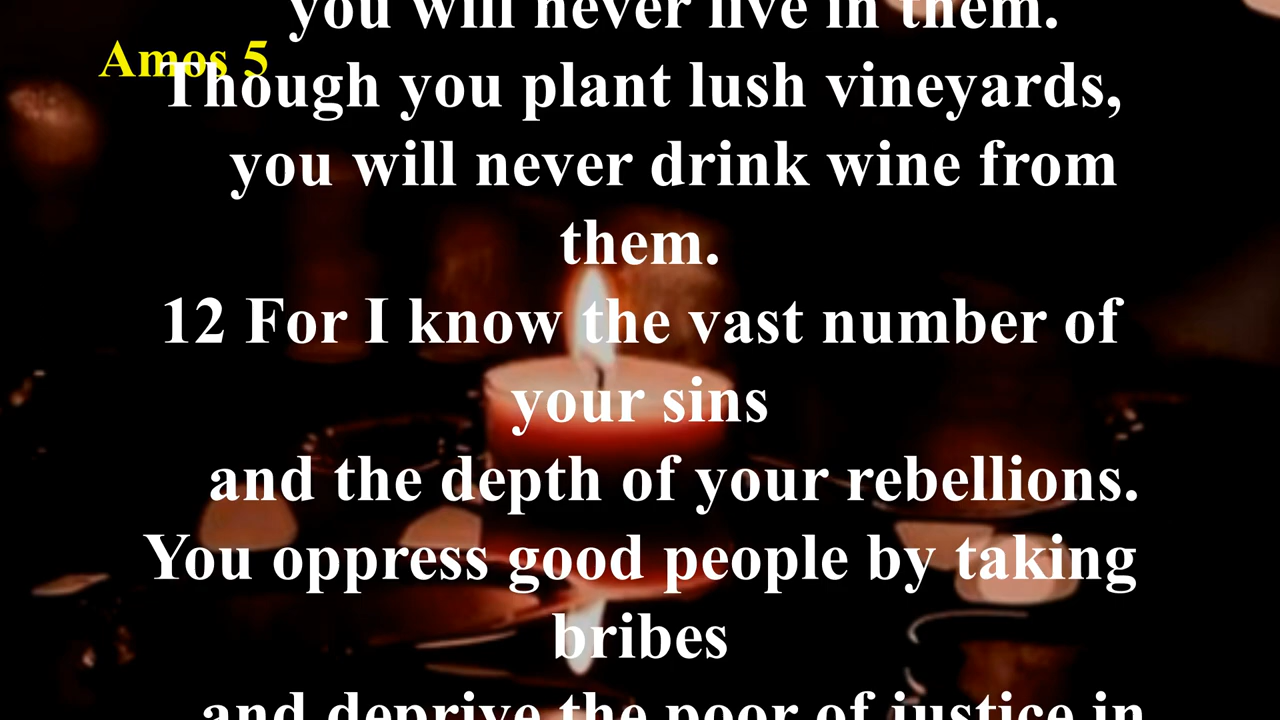 you will never live in them.
Amos 5
Though you plant lush vineyards,
you will never drink wine from
them.
12 For I know the vast number of
your sins
and the depth of your rebellions.
You oppress good people by taking
bribes
and deprive the poor of justice in